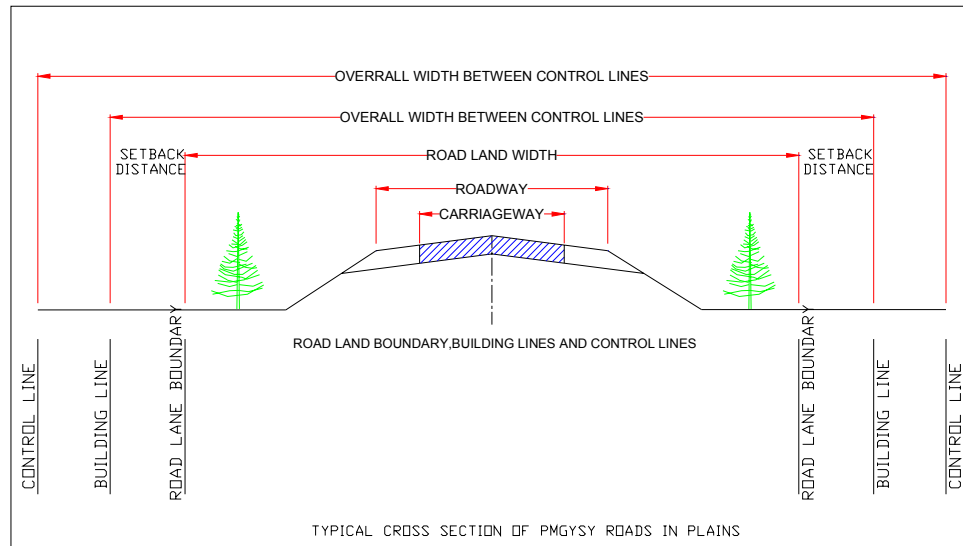 OVERRALL WIDTH BETWEEN CONTROL LINES
OVERALL WIDTH BETWEEN CONTROL LINES
SETBACK
DISTANCE
ROAD LAND WIDTH
SETBACK
DISTANCE
ROADWAY
CARRIAGEWAY
ROAD LAND BOUNDARY,BUILDING LINES AND CONTROL LINES
CONTROL LINE
BUILDING LINE
ROAD LANE BOUNDARY
ROAD LANE BOUNDARY
BUILDING LINE
CONTROL LINE
TYPICAL CROSS SECTION OF PMGYSY ROADS IN PLAINS